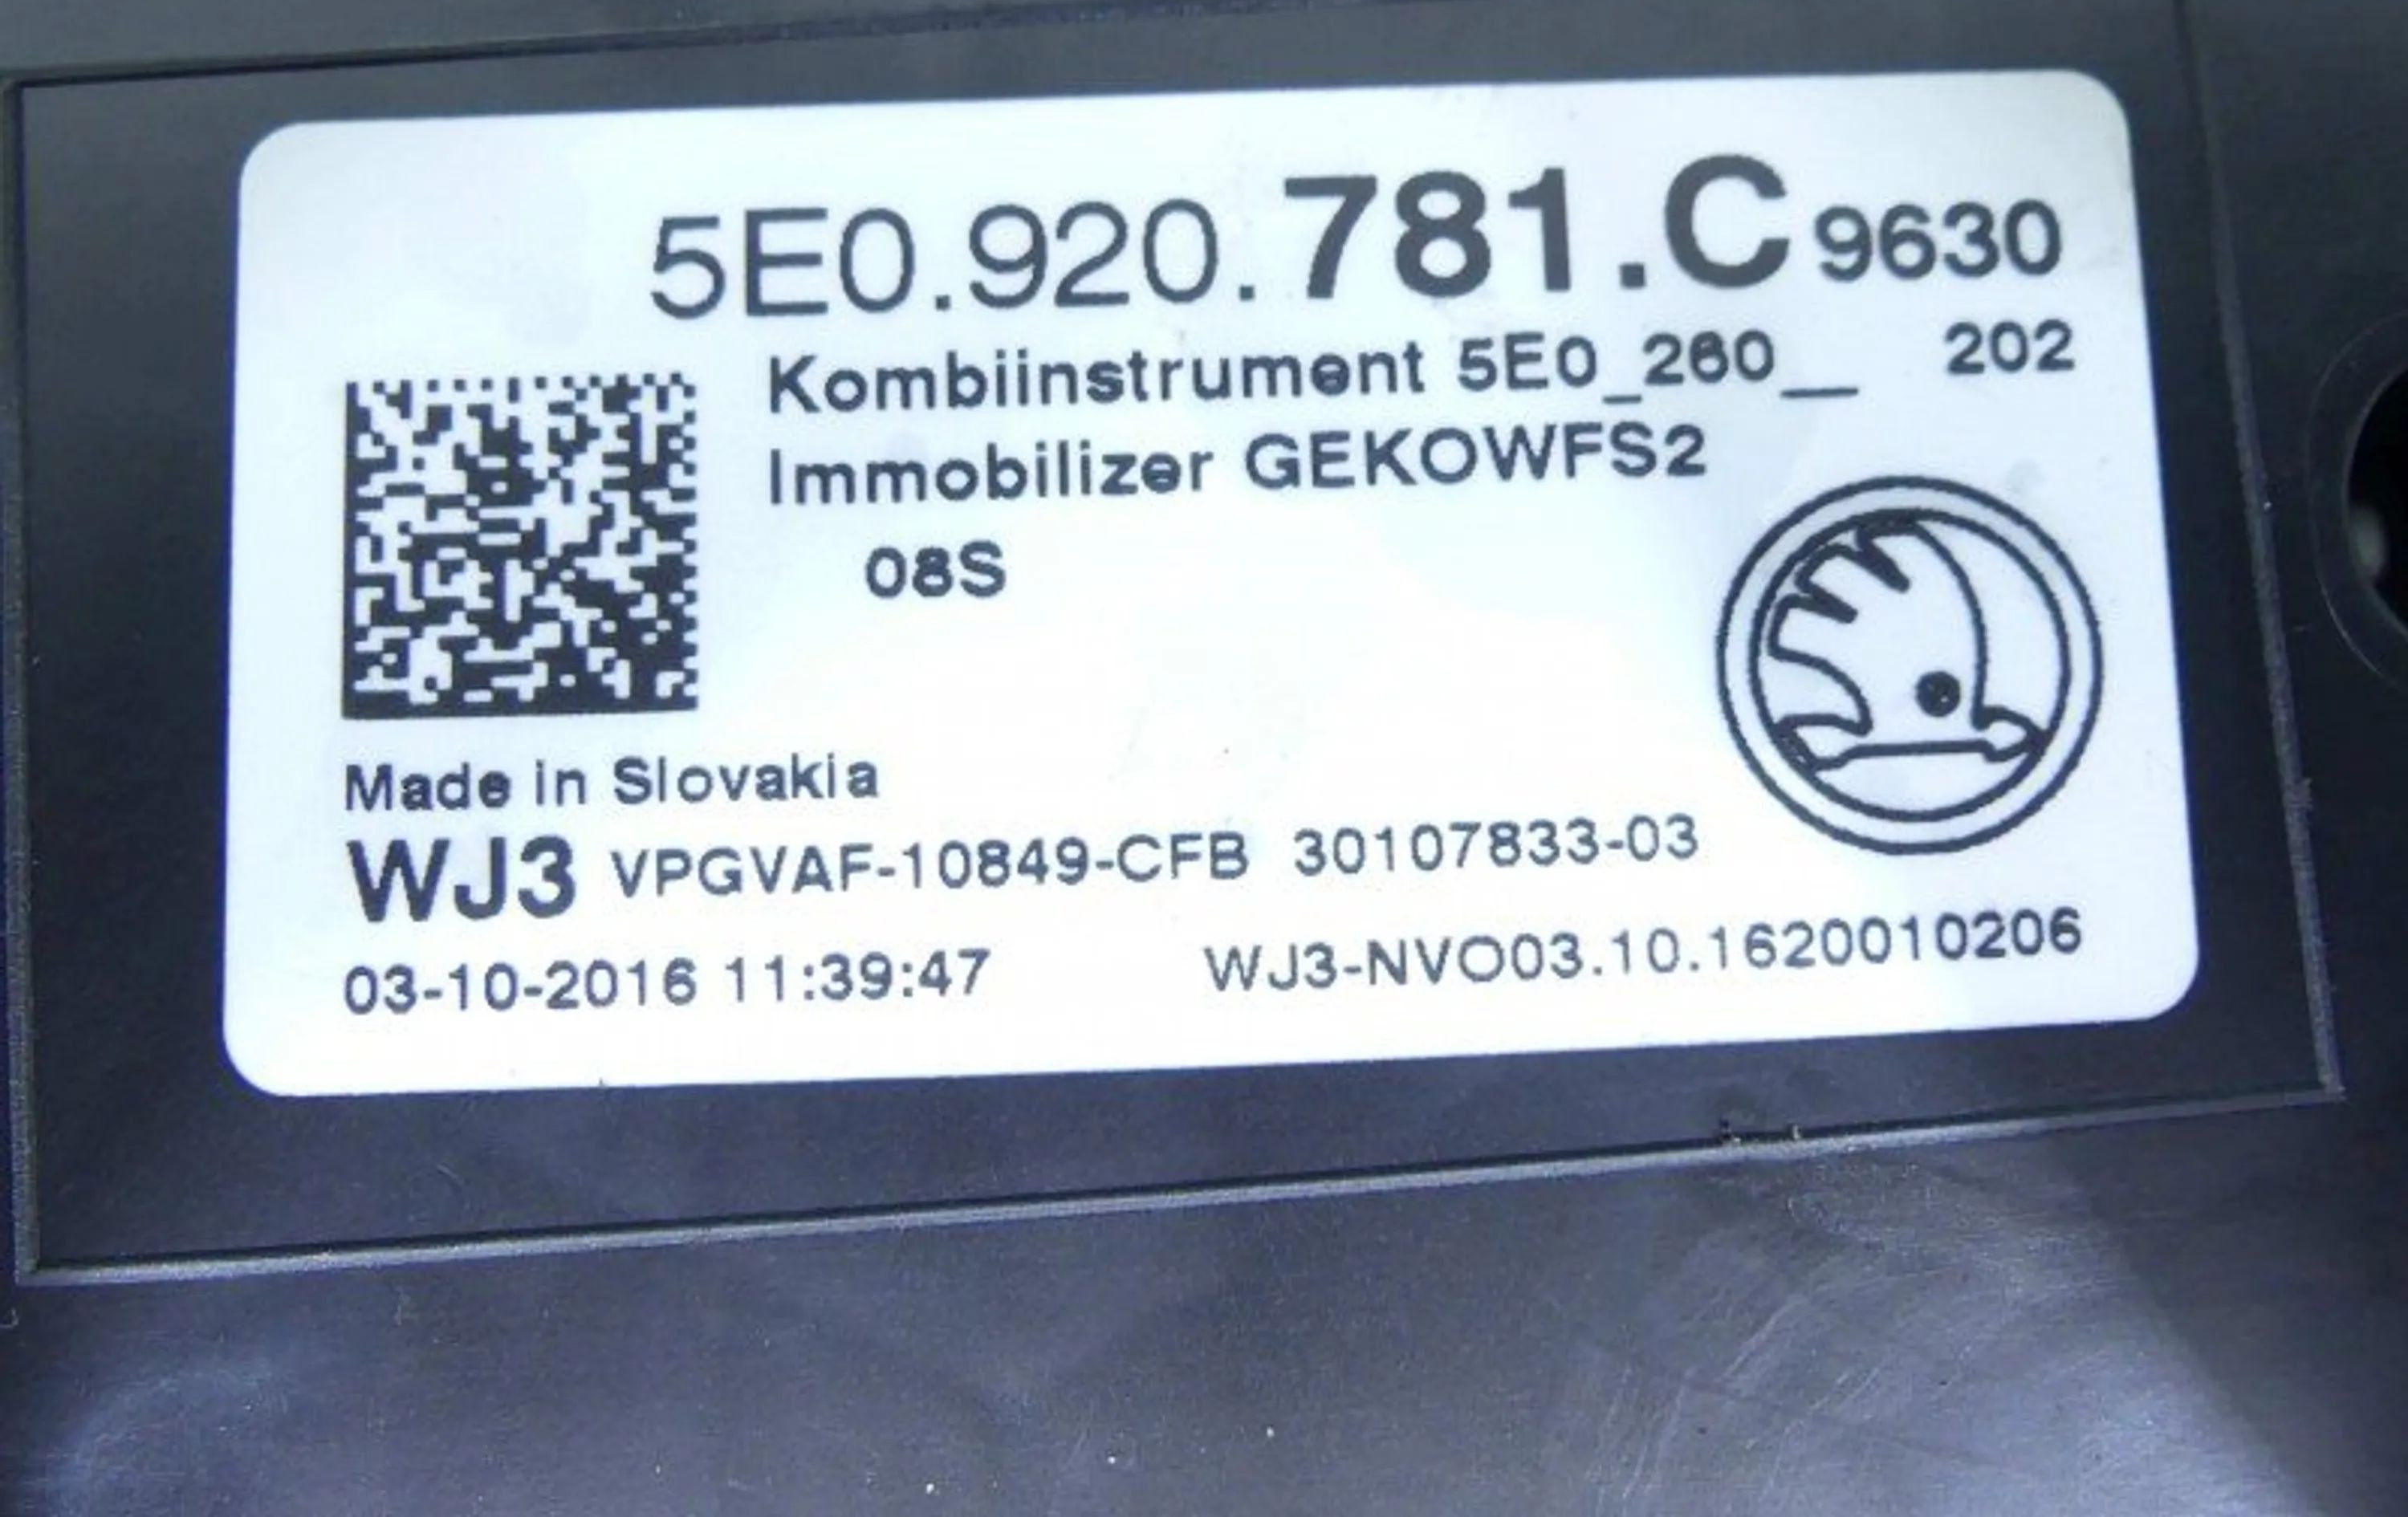 5E0.920.781.C 9630
Kombiinstrument 5E0_260__ 202
Immobilizer GEKOWFS2
08S
Made in Slovakia
WJ3 VPGVAF-10849-CFB 30107833-03
03-10-2016 11:39:47 WJ3-NVO03.10.1620010206